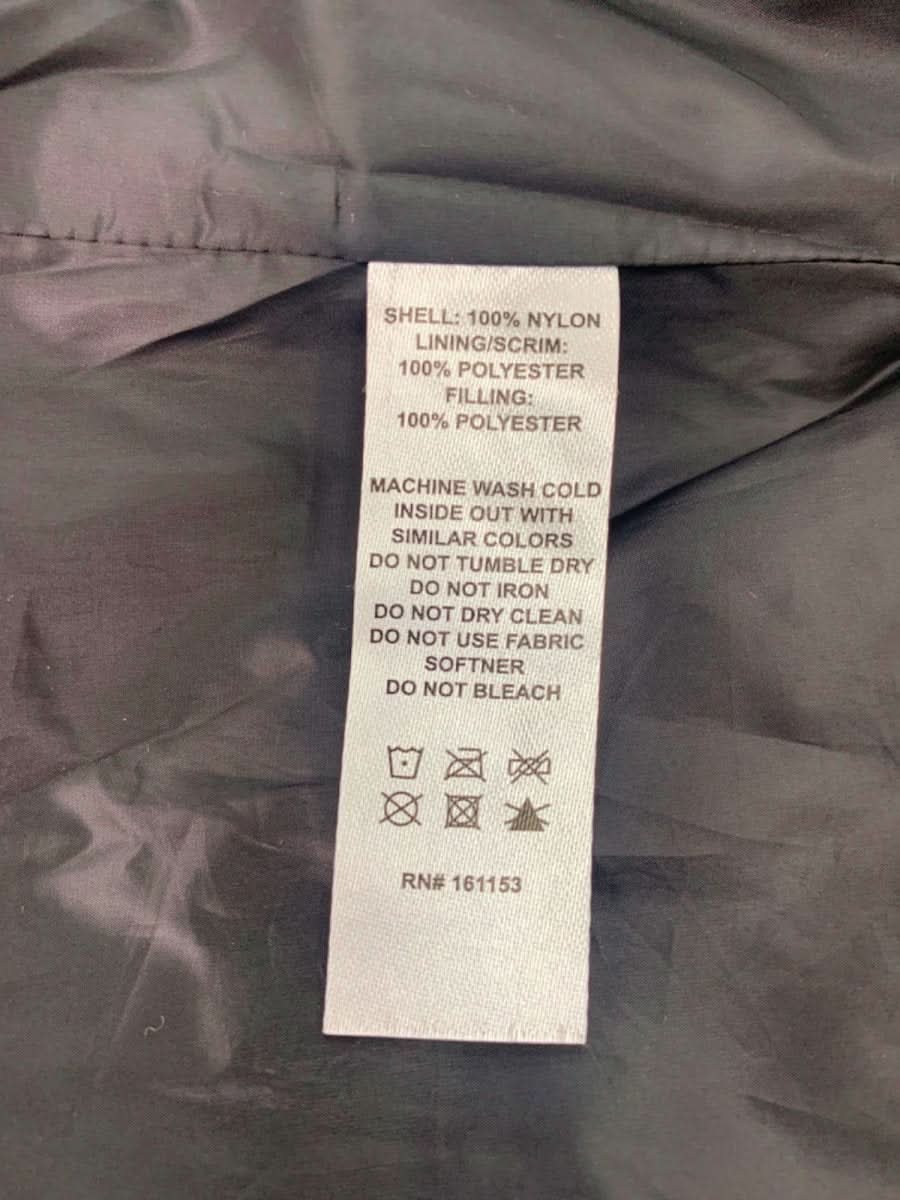 SHELL: 100% NYLON
LINING/SCRIM:
100% POLYESTER
FILLING:
100% POLYESTER
MACHINE WASH COLD
INSIDE OUT WITH
SIMILAR COLORS
DO NOT TUMBLE DRY
DO NOT IRON
DO NOT DRY CLEAN
DO NOT USE FABRIC
SOFTNER
DO NOT BLEACH
RN# 161153